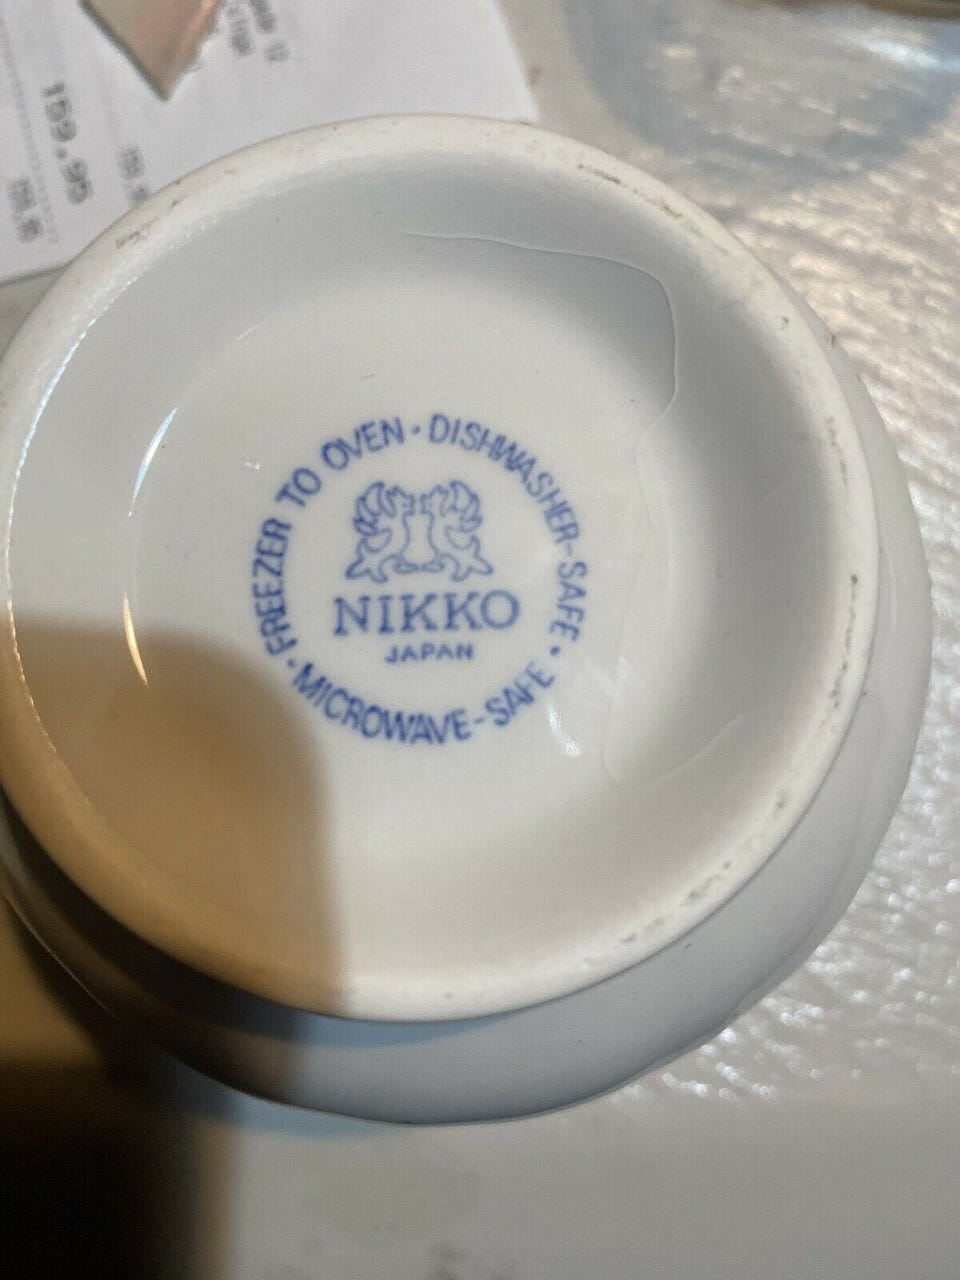 159.95
FREEZER TO OVEN · DISHWASHER-SAFE · MICROWAVE-SAFE ·
NIKKO
JAPAN